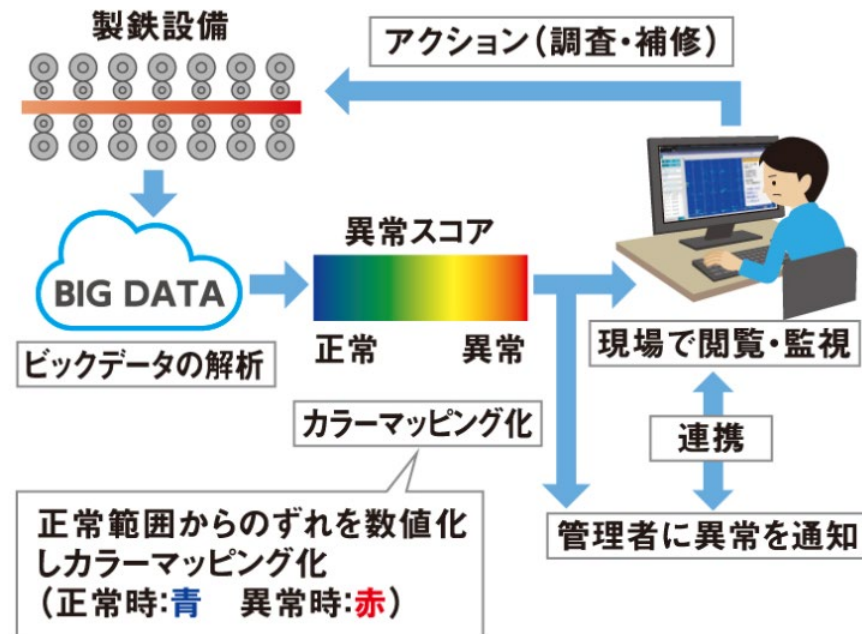 製鉄設備
アクション（調査・補修）
BIG DATA
ビックデータの解析
異常スコア
正常 異常
カラーマッピング化
現場で閲覧・監視
連携
管理者に異常を通知
正常範囲からのずれを数値化
しカラーマッピング化
（正常時：青　異常時：赤）